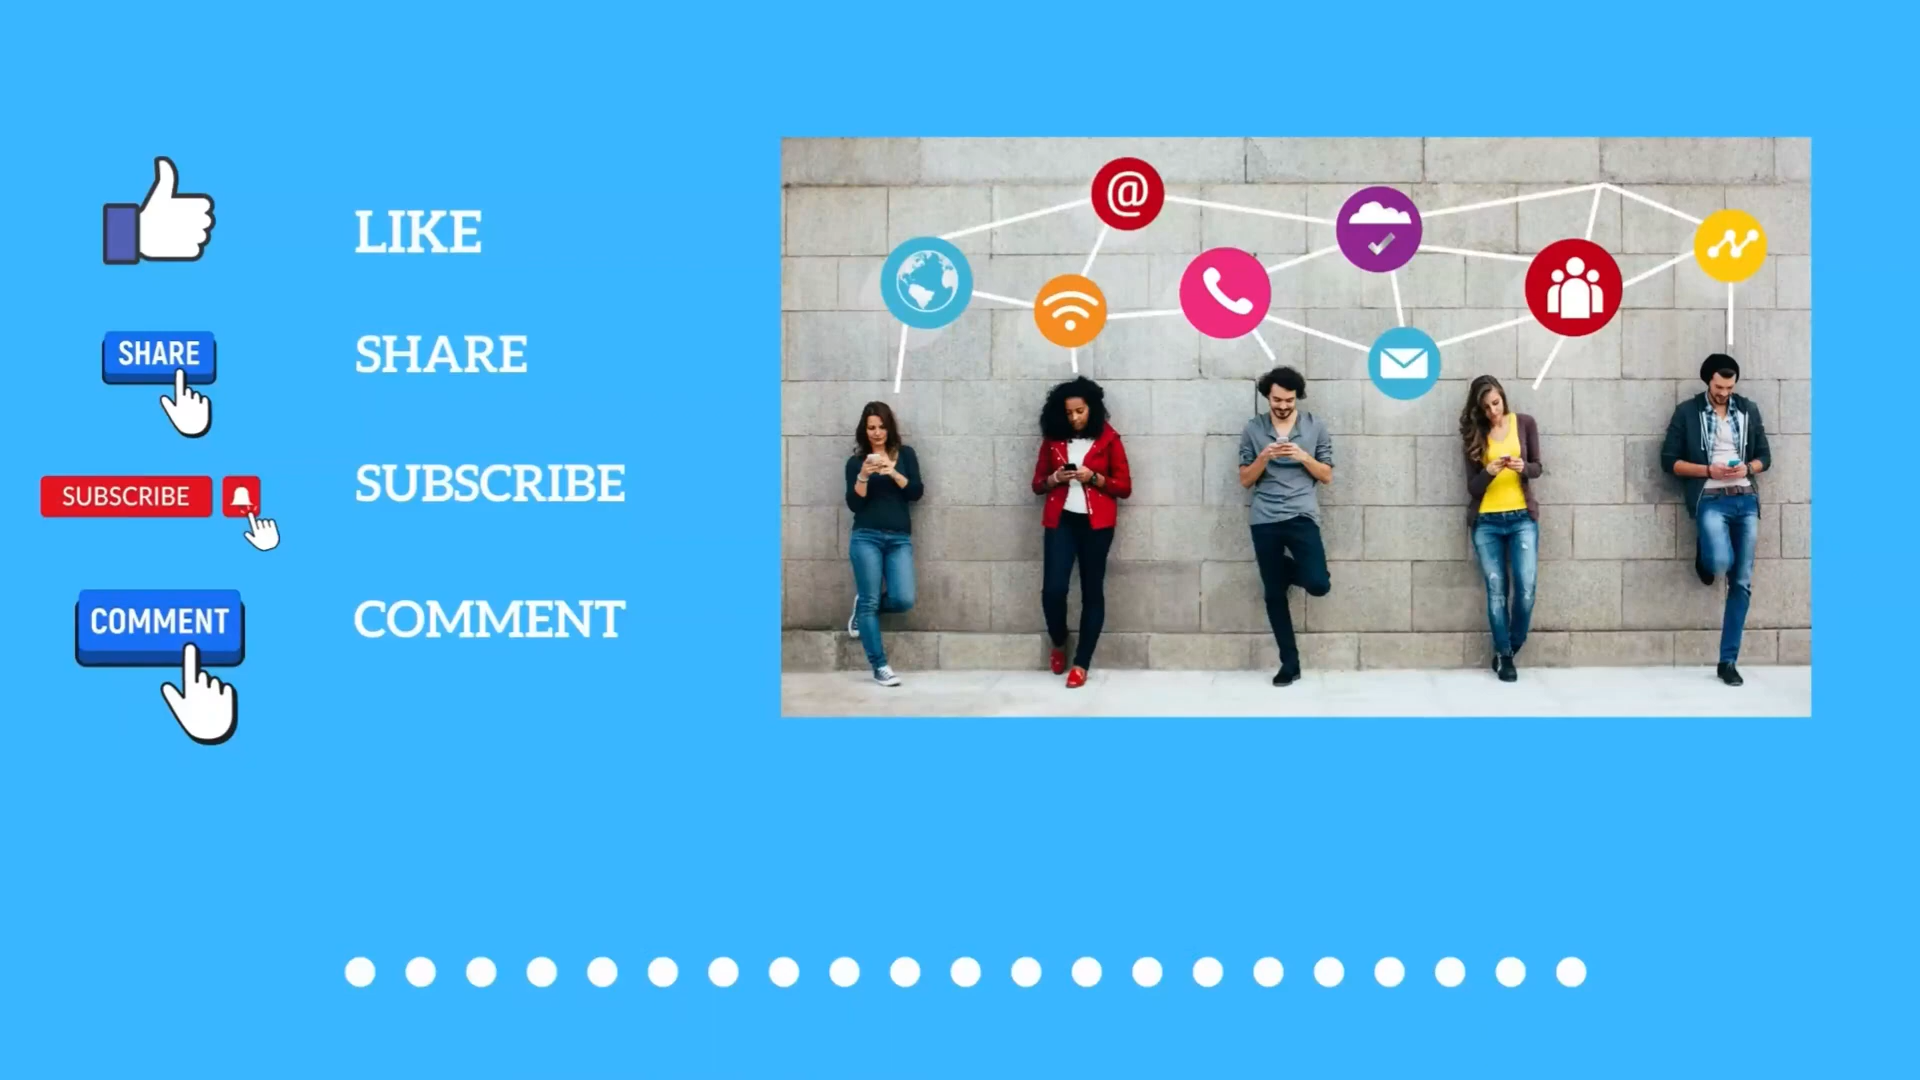 LIKE
SHARE
SHARE
SUBSCRIBE
SUBSCRIBE
COMMENT
COMMENT
@